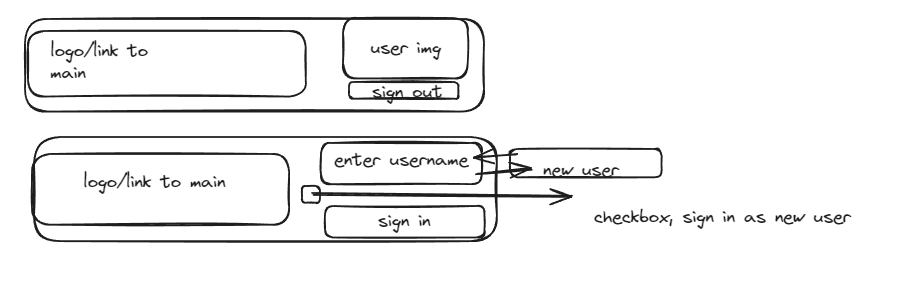 logo/link to
main
user img
sign out
logo/link to main
enter username
new user
sign in
checkbox, sign in as new user